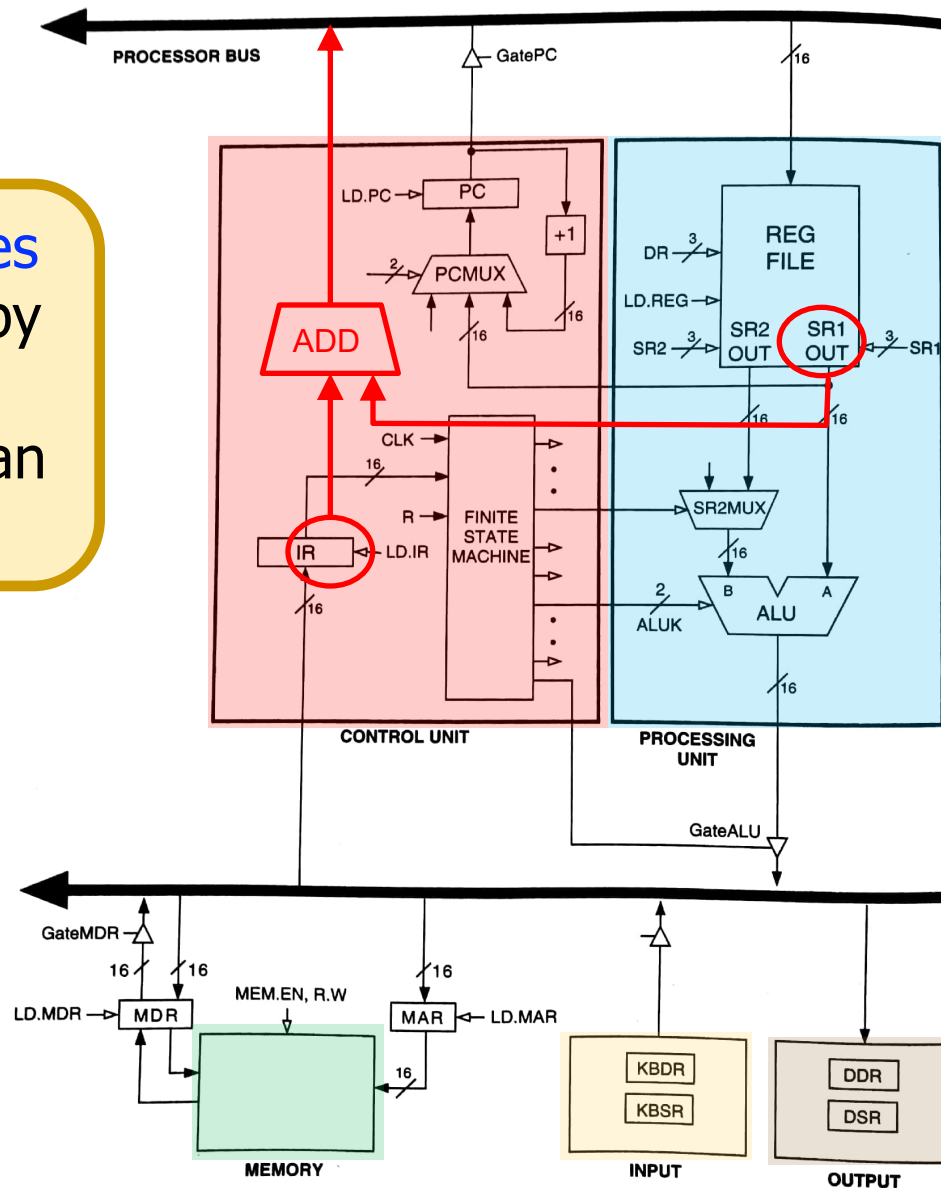 PROCESSOR BUS
GatePC
16
es
by
an
LD.PC
PC
+1
2
PCMUX
16
16
ADD
REG
FILE
DR
3
LD.REG
SR2
3
SR2
OUT
SR1
OUT
3
SR1
16
16
CLK
16
R
FINITE
STATE
MACHINE
IR
LD.IR
16
SR2MUX
16
B
A
ALU
2
ALUK
16
CONTROL UNIT
PROCESSING
UNIT
GateALU
GateMDR
16
16
16
LD.MDR
MDR
MEM.EN, R.W
MAR
LD.MAR
16
KBDR
KBSR
DDR
DSR
MEMORY
INPUT
OUTPUT